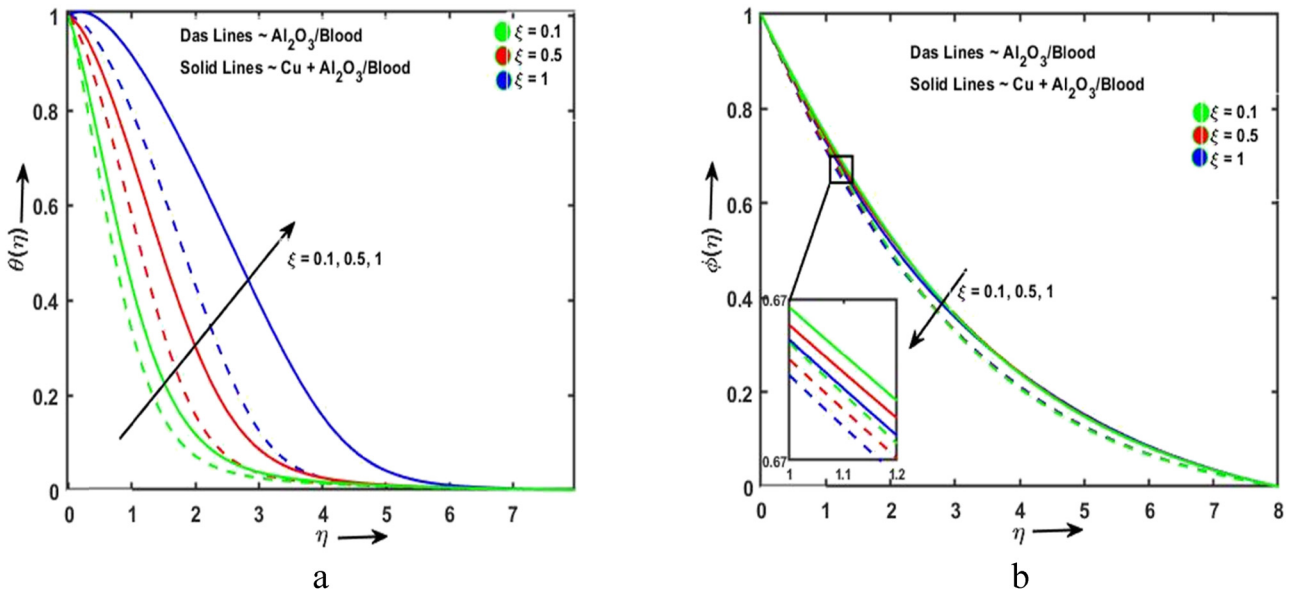 Das Lines ~ Al2O3/Blood
Solid Lines ~ Cu + Al2O3/Blood
ξ = 0.1
ξ = 0.5
ξ = 1
1
0.8
0.6
0.4
0.2
0
θ(η)
ξ = 0.1, 0.5, 1
0 1 2 3 4 5 6 7
η
a
Das Lines ~ Al2O3/Blood
Solid Lines ~ Cu + Al2O3/Blood
ξ = 0.1
ξ = 0.5
ξ = 1
1
0.8
0.6
0.4
0.2
0
ϕ(η)
ξ = 0.1, 0.5, 1
0.67
0.67
1 1.1 1.2
0 1 2 3 4 5 6 7 8
η
b